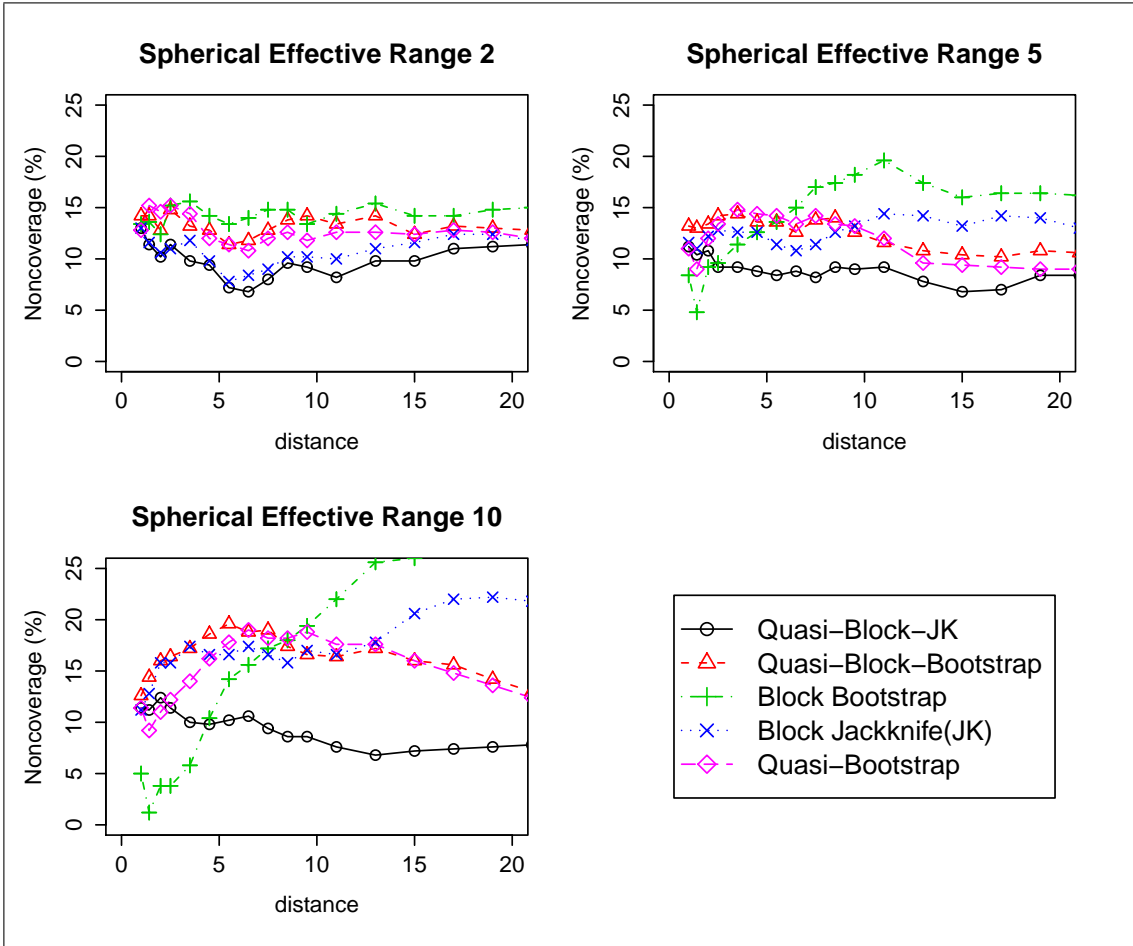 Spherical Effective Range 2
Noncoverage (%)
25
20
15
10
5
0
0 5 10 15 20
distance
Spherical Effective Range 5
Noncoverage (%)
25
20
15
10
5
0
0 5 10 15 20
distance
Spherical Effective Range 10
Noncoverage (%)
25
20
15
10
5
0
0 5 10 15 20
distance
Quasi−Block−JK
Quasi−Block−Bootstrap
Block Bootstrap
Block Jackknife(JK)
Quasi−Bootstrap